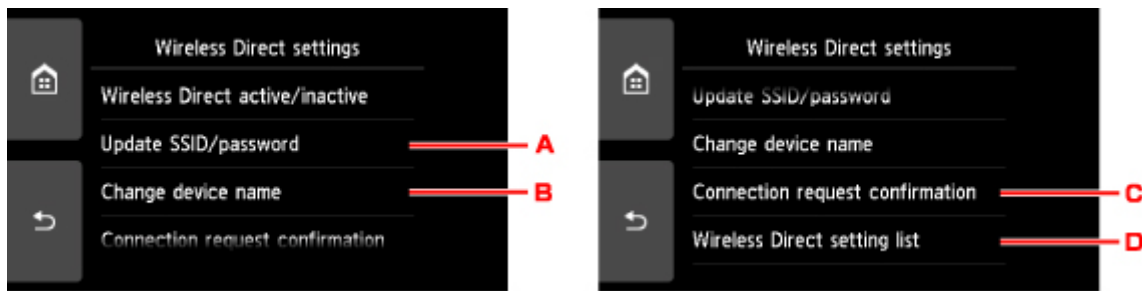 Wireless Direct settings
Wireless Direct active/inactive
Update SSID/password
A
Change device name
B
Connection request confirmation
Wireless Direct settings
Update SSID/password
Change device name
Connection request confirmation
C
Wireless Direct setting list
D